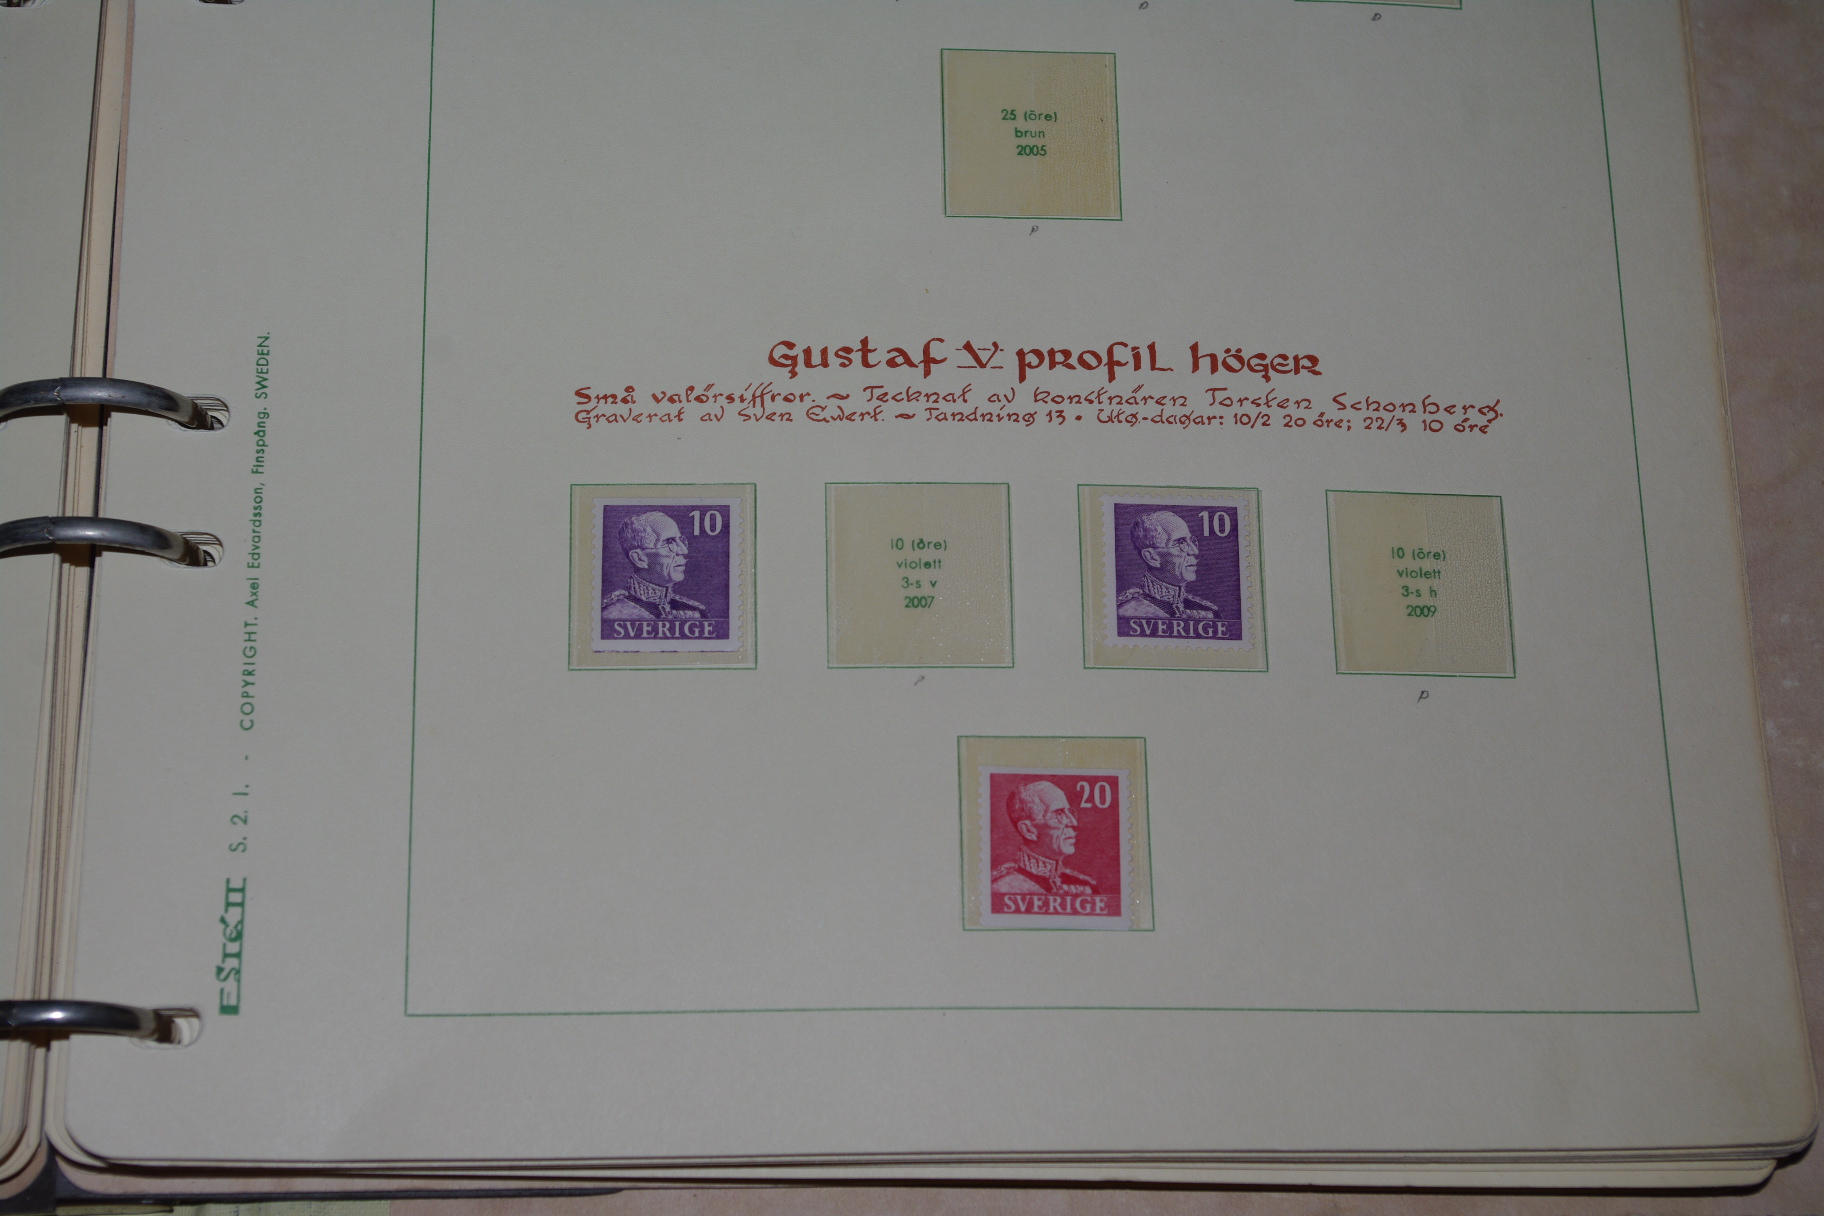 25 (öre)
brun
2005
p
Gustaf V profil höger
Små valörsiffror. ~ Tecknat av konstnären Torsten Schonberg.
Graverat av Sven Ewert. ~ Tandning 13 • Utg.-dagar: 10/2 20 öre; 22/3 10 öre
10
SVERIGE
10 (öre)
violett
3-s v
2007
p
10
SVERIGE
10 (öre)
violett
3-s h
2009
p
20
SVERIGE
ESTETT S. 2. I. - COPYRIGHT. Axel Edvardsson, Finspång. SWEDEN.